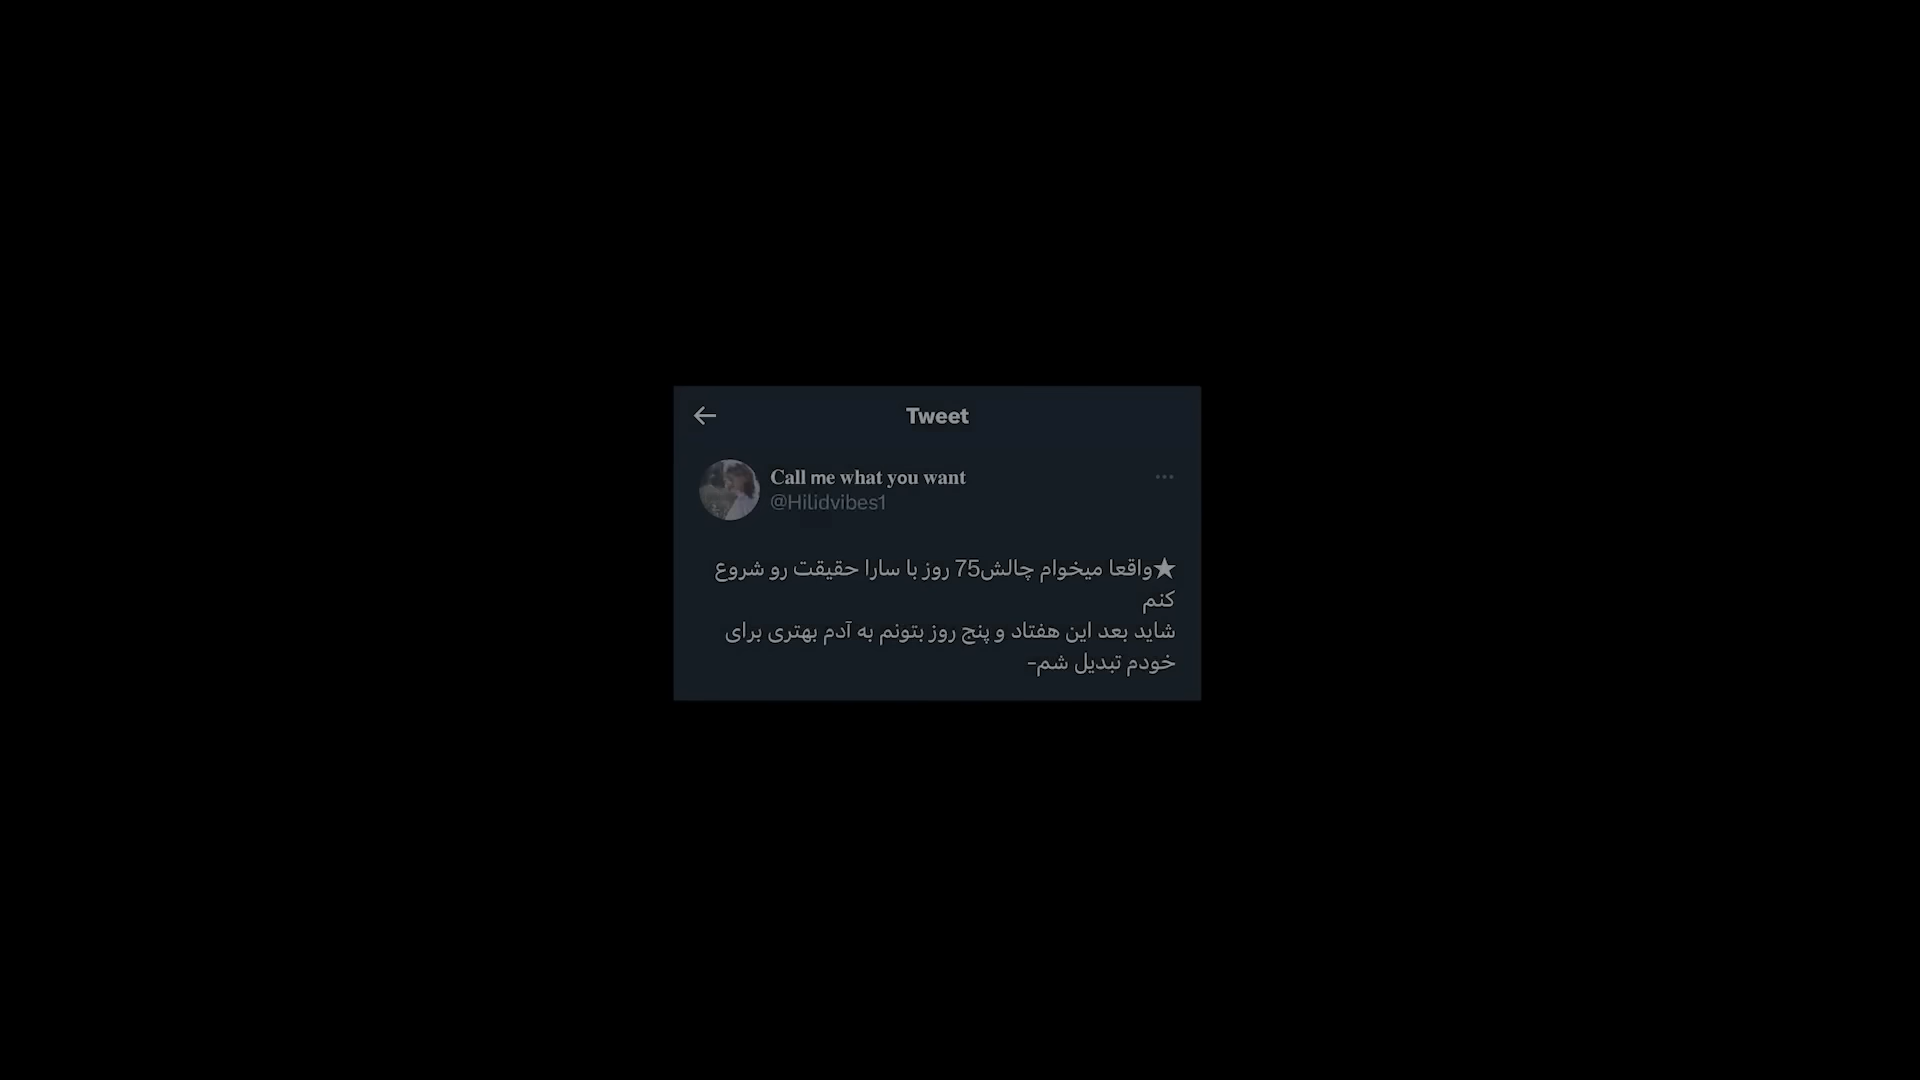 Tweet
Call me what you want
@Hilidvibes1
★واقعا میخوام چالش75 روز با سارا حقیقت رو شروع
کنم
شاید بعد این هفتاد و پنج روز بتونم به آدم بهتری برای
خودم تبدیل شم-